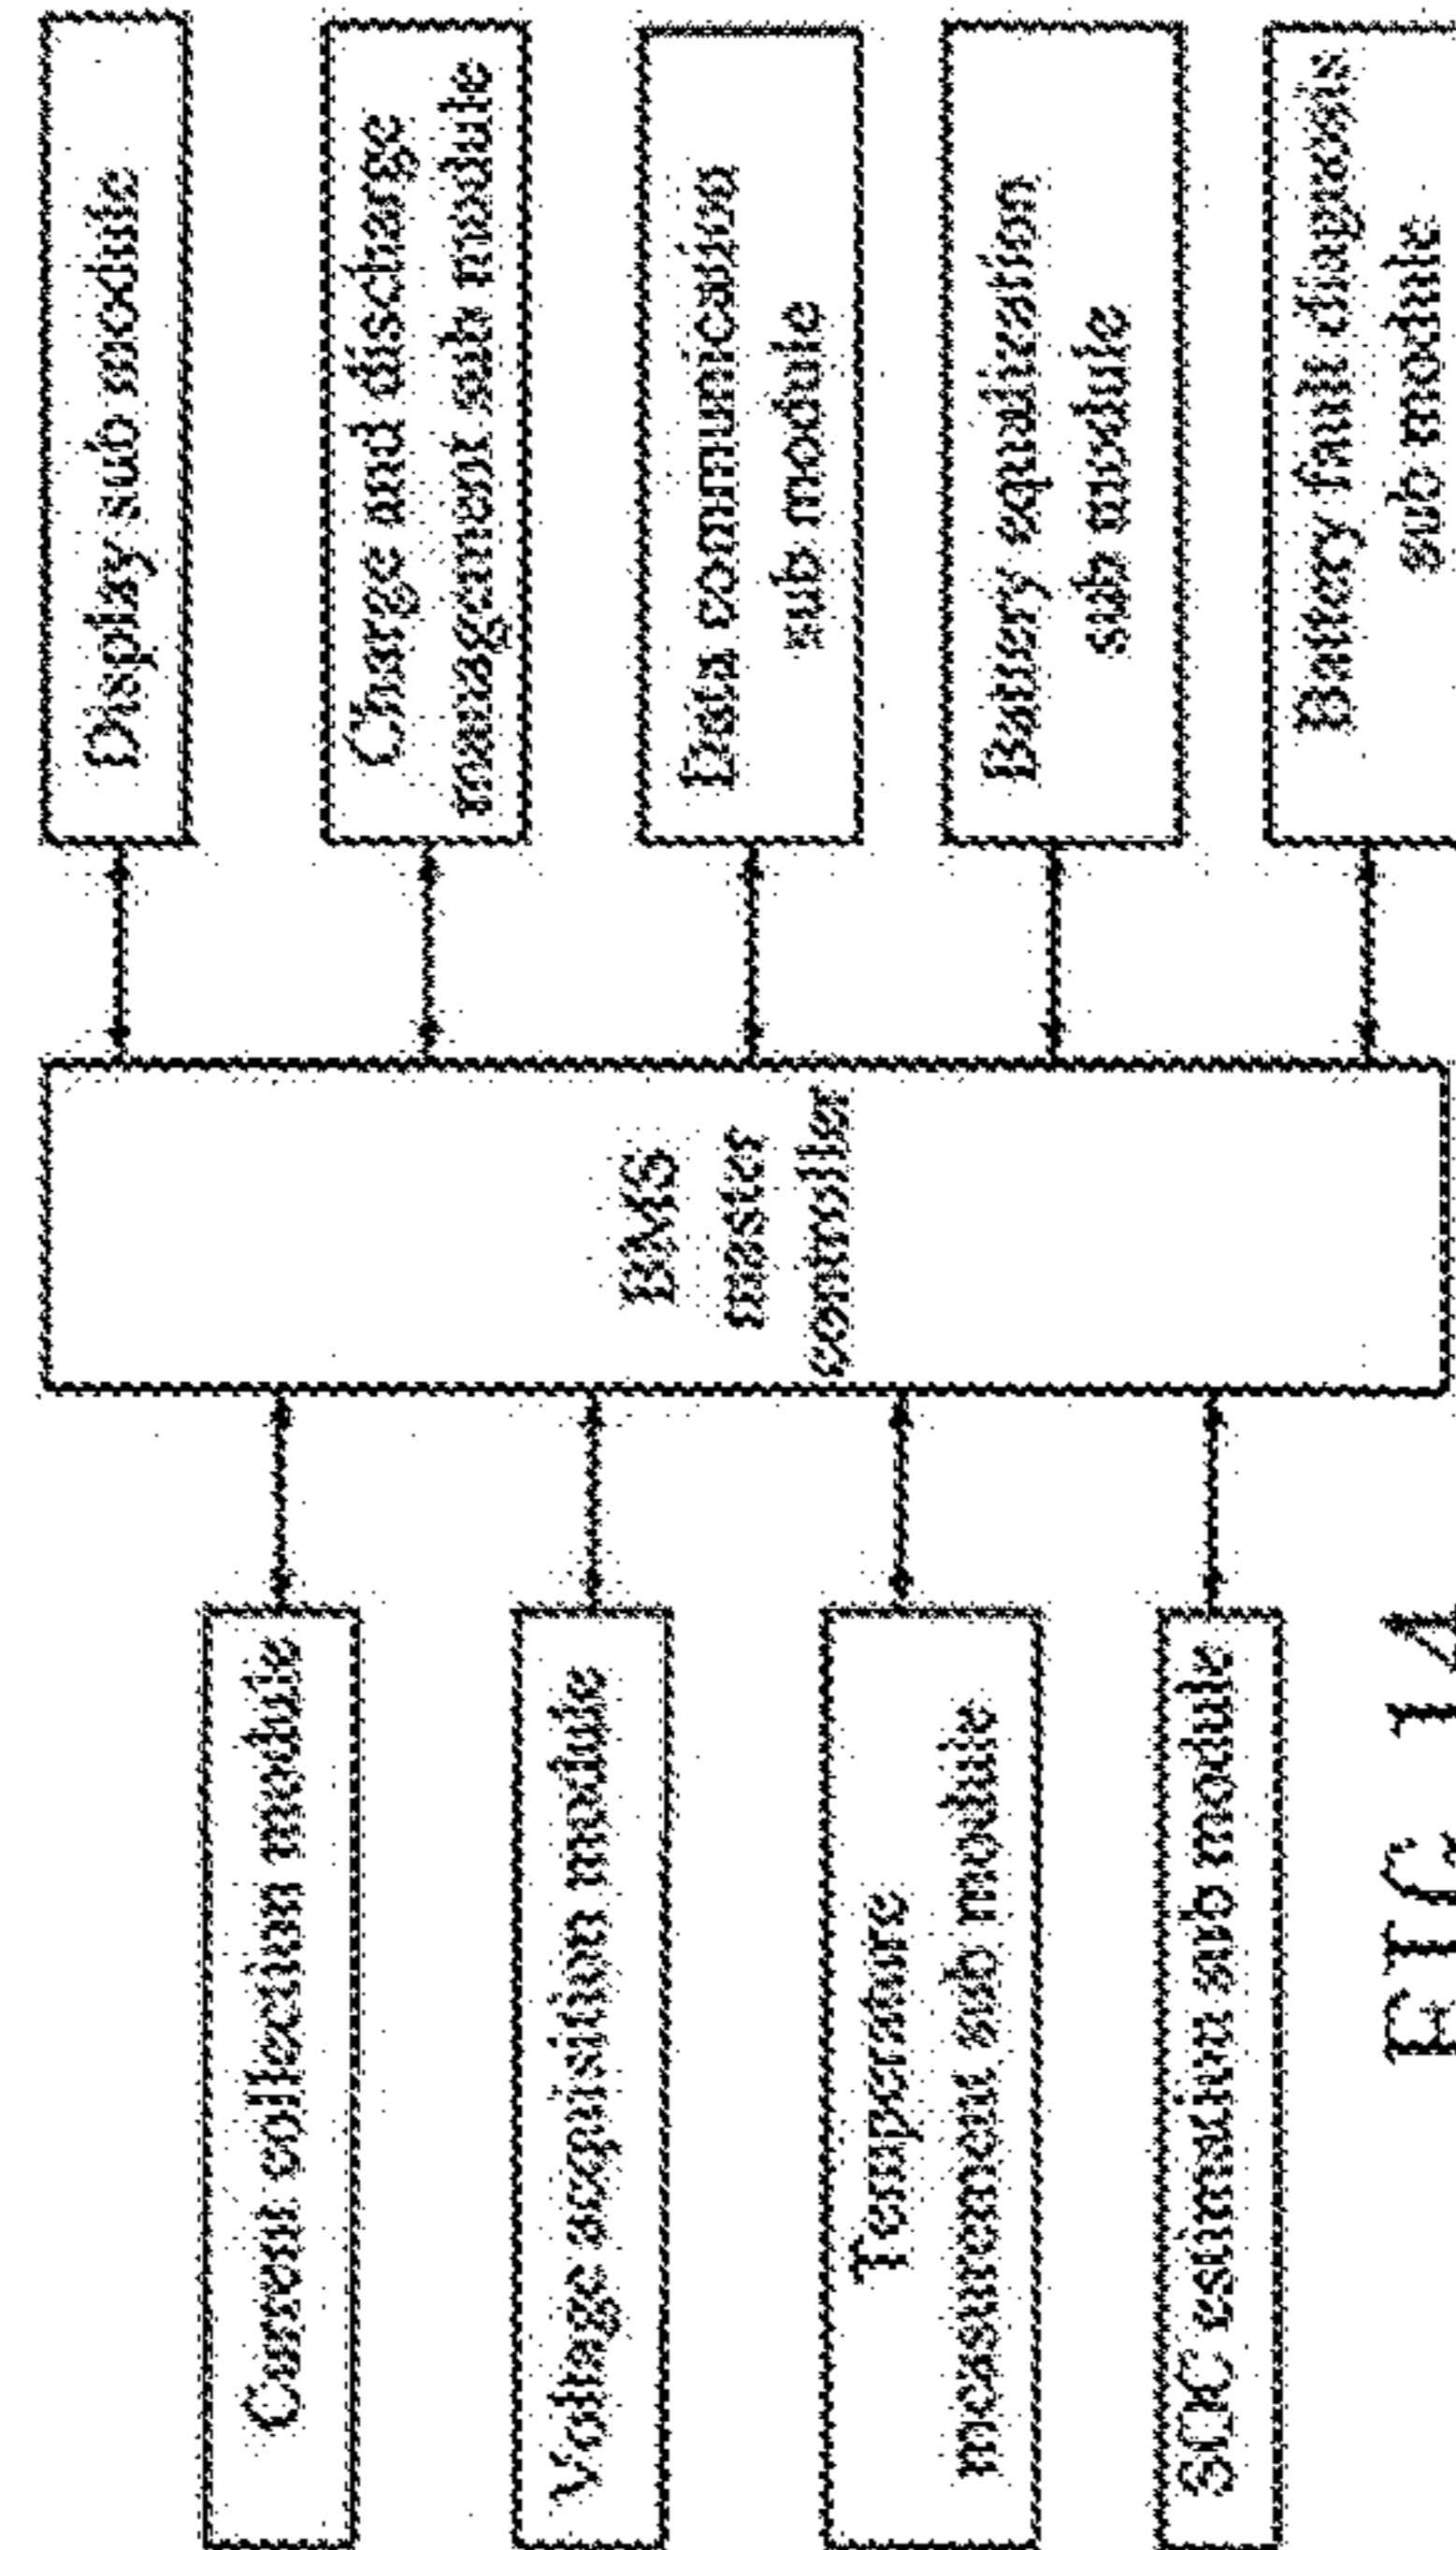 Current collection module
Voltage acquisition module
Temperature
measurement sub module
SOC estimation sub module
BMS
master
controller
Display sub module
Charge and discharge
management sub module
Data communication
sub module
Battery equilization
sub module
Battery fault diagnosis
sub module
FIG. 14